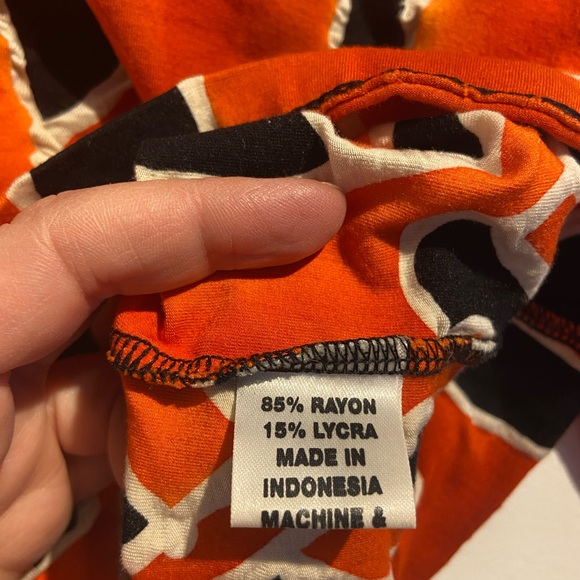 85% RAYON
15% LYCRA
MADE IN
INDONESIA
MACHINE &